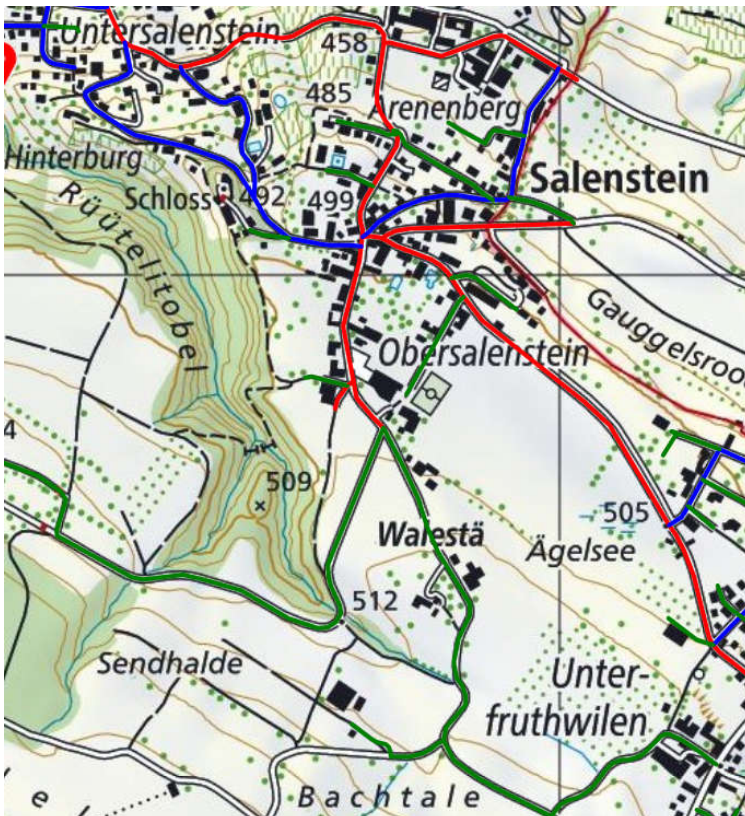 Untersalenstein
458
485
Arenenberg
Hinterburg
Salenstein
Schloss
492
499
Rüütelitobel
Gauggelsroo
Obersalenstein
4
509
505
Walestä
Ägelsee
512
Sendhalde
Unter-
fruthwilen
Bachtale